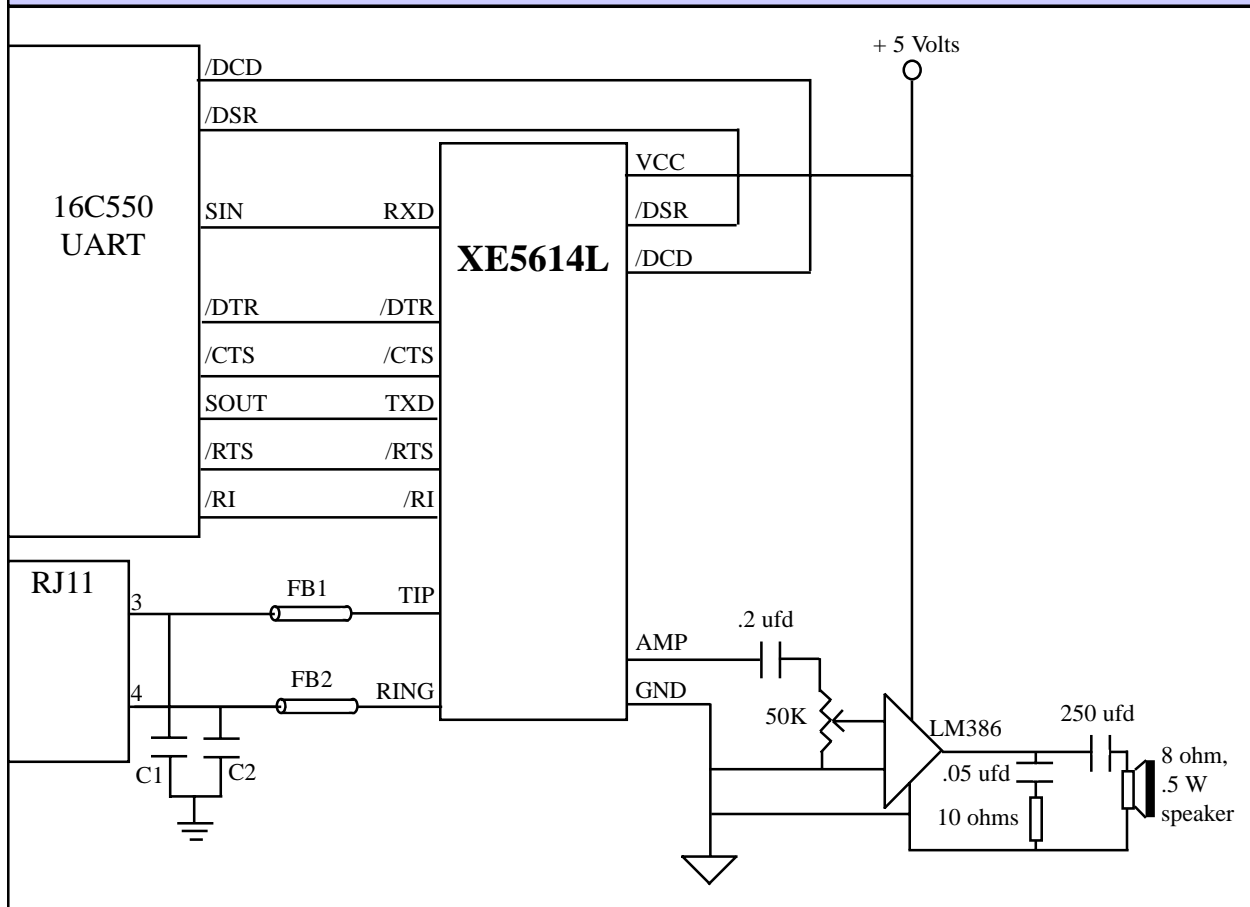 + 5 Volts
/DCD
/DSR
VCC
16C550
UART
SIN
RXD
/DSR
XE5614L
/DCD
/DTR
/DTR
/CTS
/CTS
SOUT
TXD
/RTS
/RTS
/RI
/RI
RJ11
3
FB1
TIP
.2 ufd
AMP
4
FB2
RING
GND
50K
LM386
250 ufd
C1
C2
.05 ufd
10 ohms
8 ohm,
.5 W
speaker